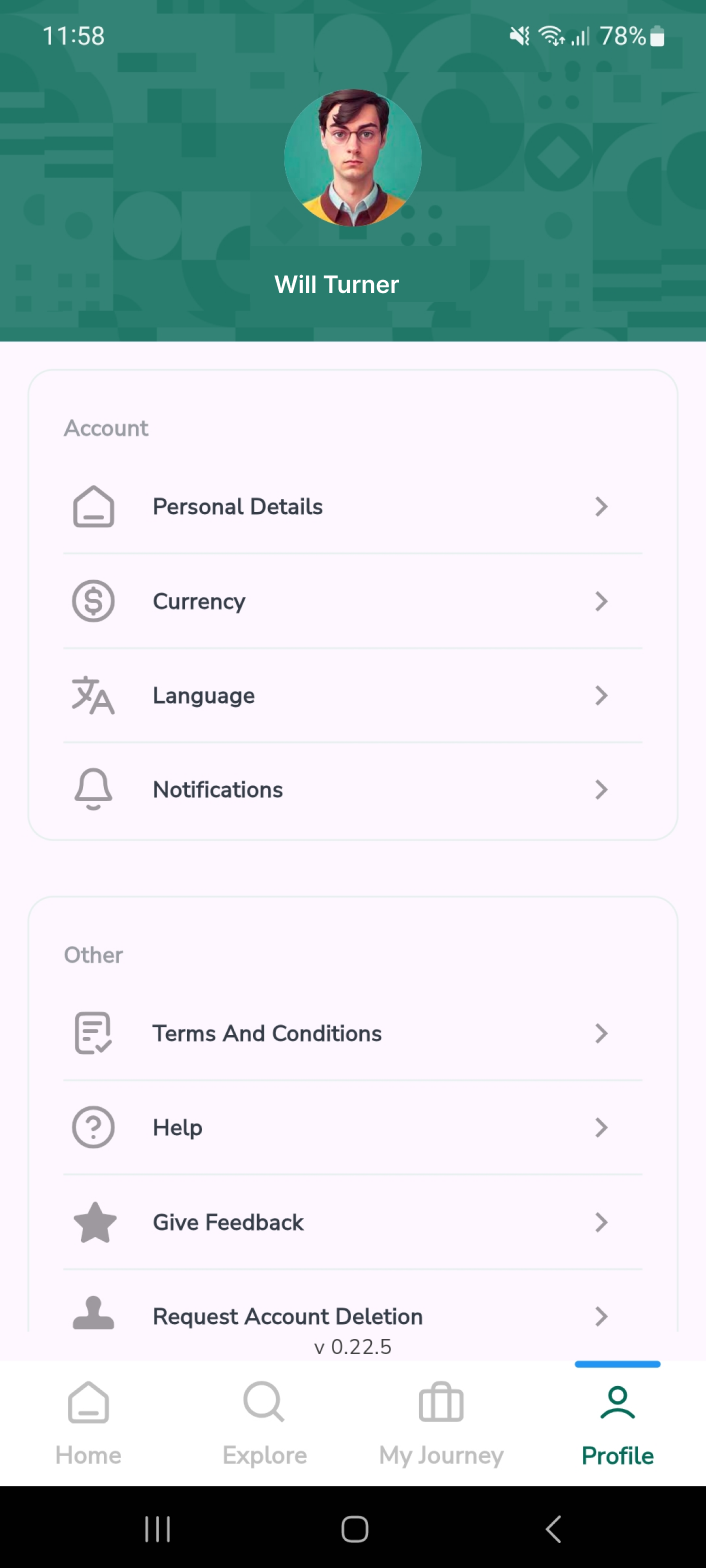 11:58
78%
Will Turner
Account
Personal Details
Currency
Language
Notifications
Other
Terms And Conditions
Help
Give Feedback
Request Account Deletion
v 0.22.5
Home
Explore
My Journey
Profile